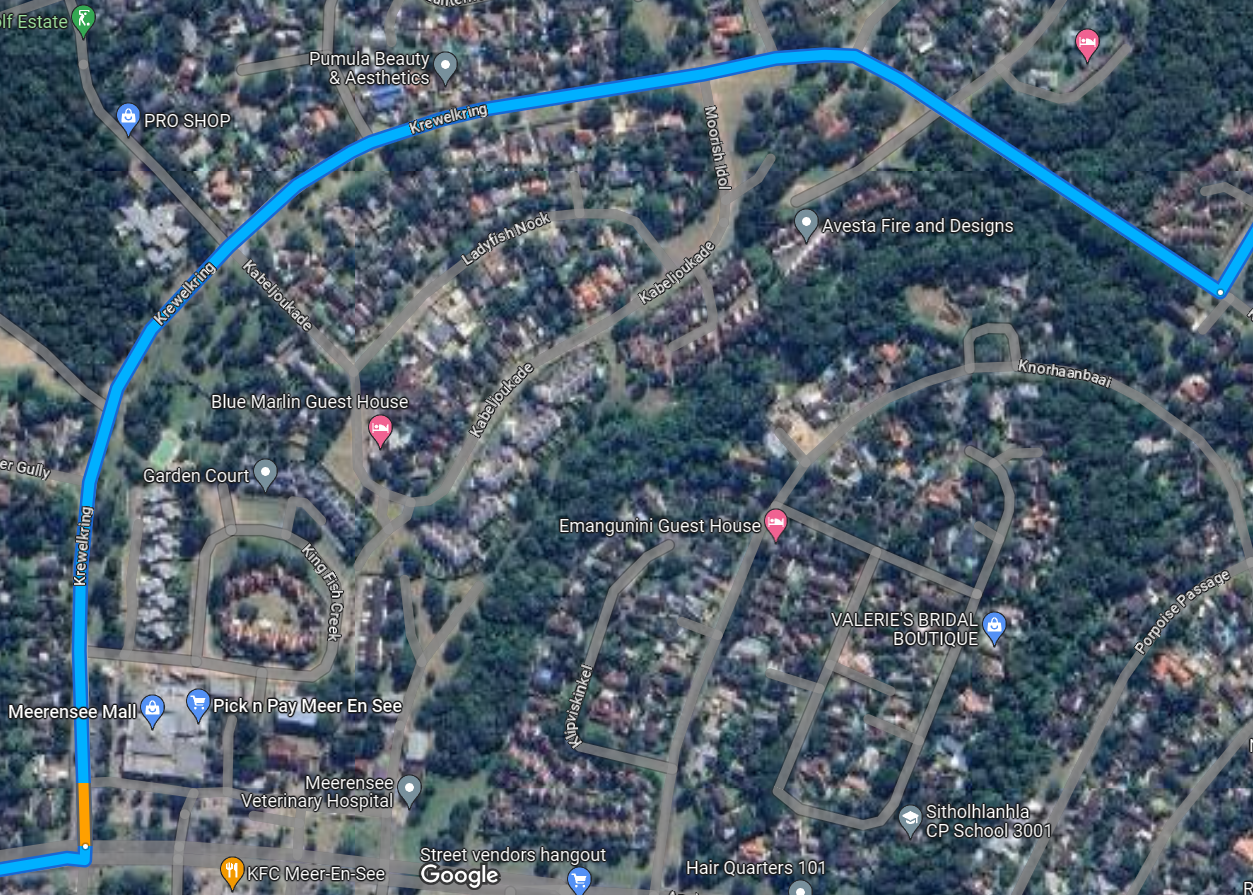 lf Estate
Pumula Beauty
& Aesthetics
PRO SHOP
Krewelkring
Moorish Idol
Ladyfish Nook
Avesta Fire and Designs
Kabeljoukade
Kabeljoukade
Krewelkring
Kabeljoukade
Knorhaanbaai
Blue Marlin Guest House
er Gully
Garden Court
Emangunini Guest House
Krewelkring
King Fish Creek
Porpoise Passage
VALERIE'S BRIDAL
BOUTIQUE
Klipviskinkel
Meerensee Mall
Pick n Pay Meer En See
Meerensee
Veterinary Hospital
Sitholhlanhla
CP School 3001
Street vendors hangout
Google
Hair Quarters 101
KFC Meer-En-See